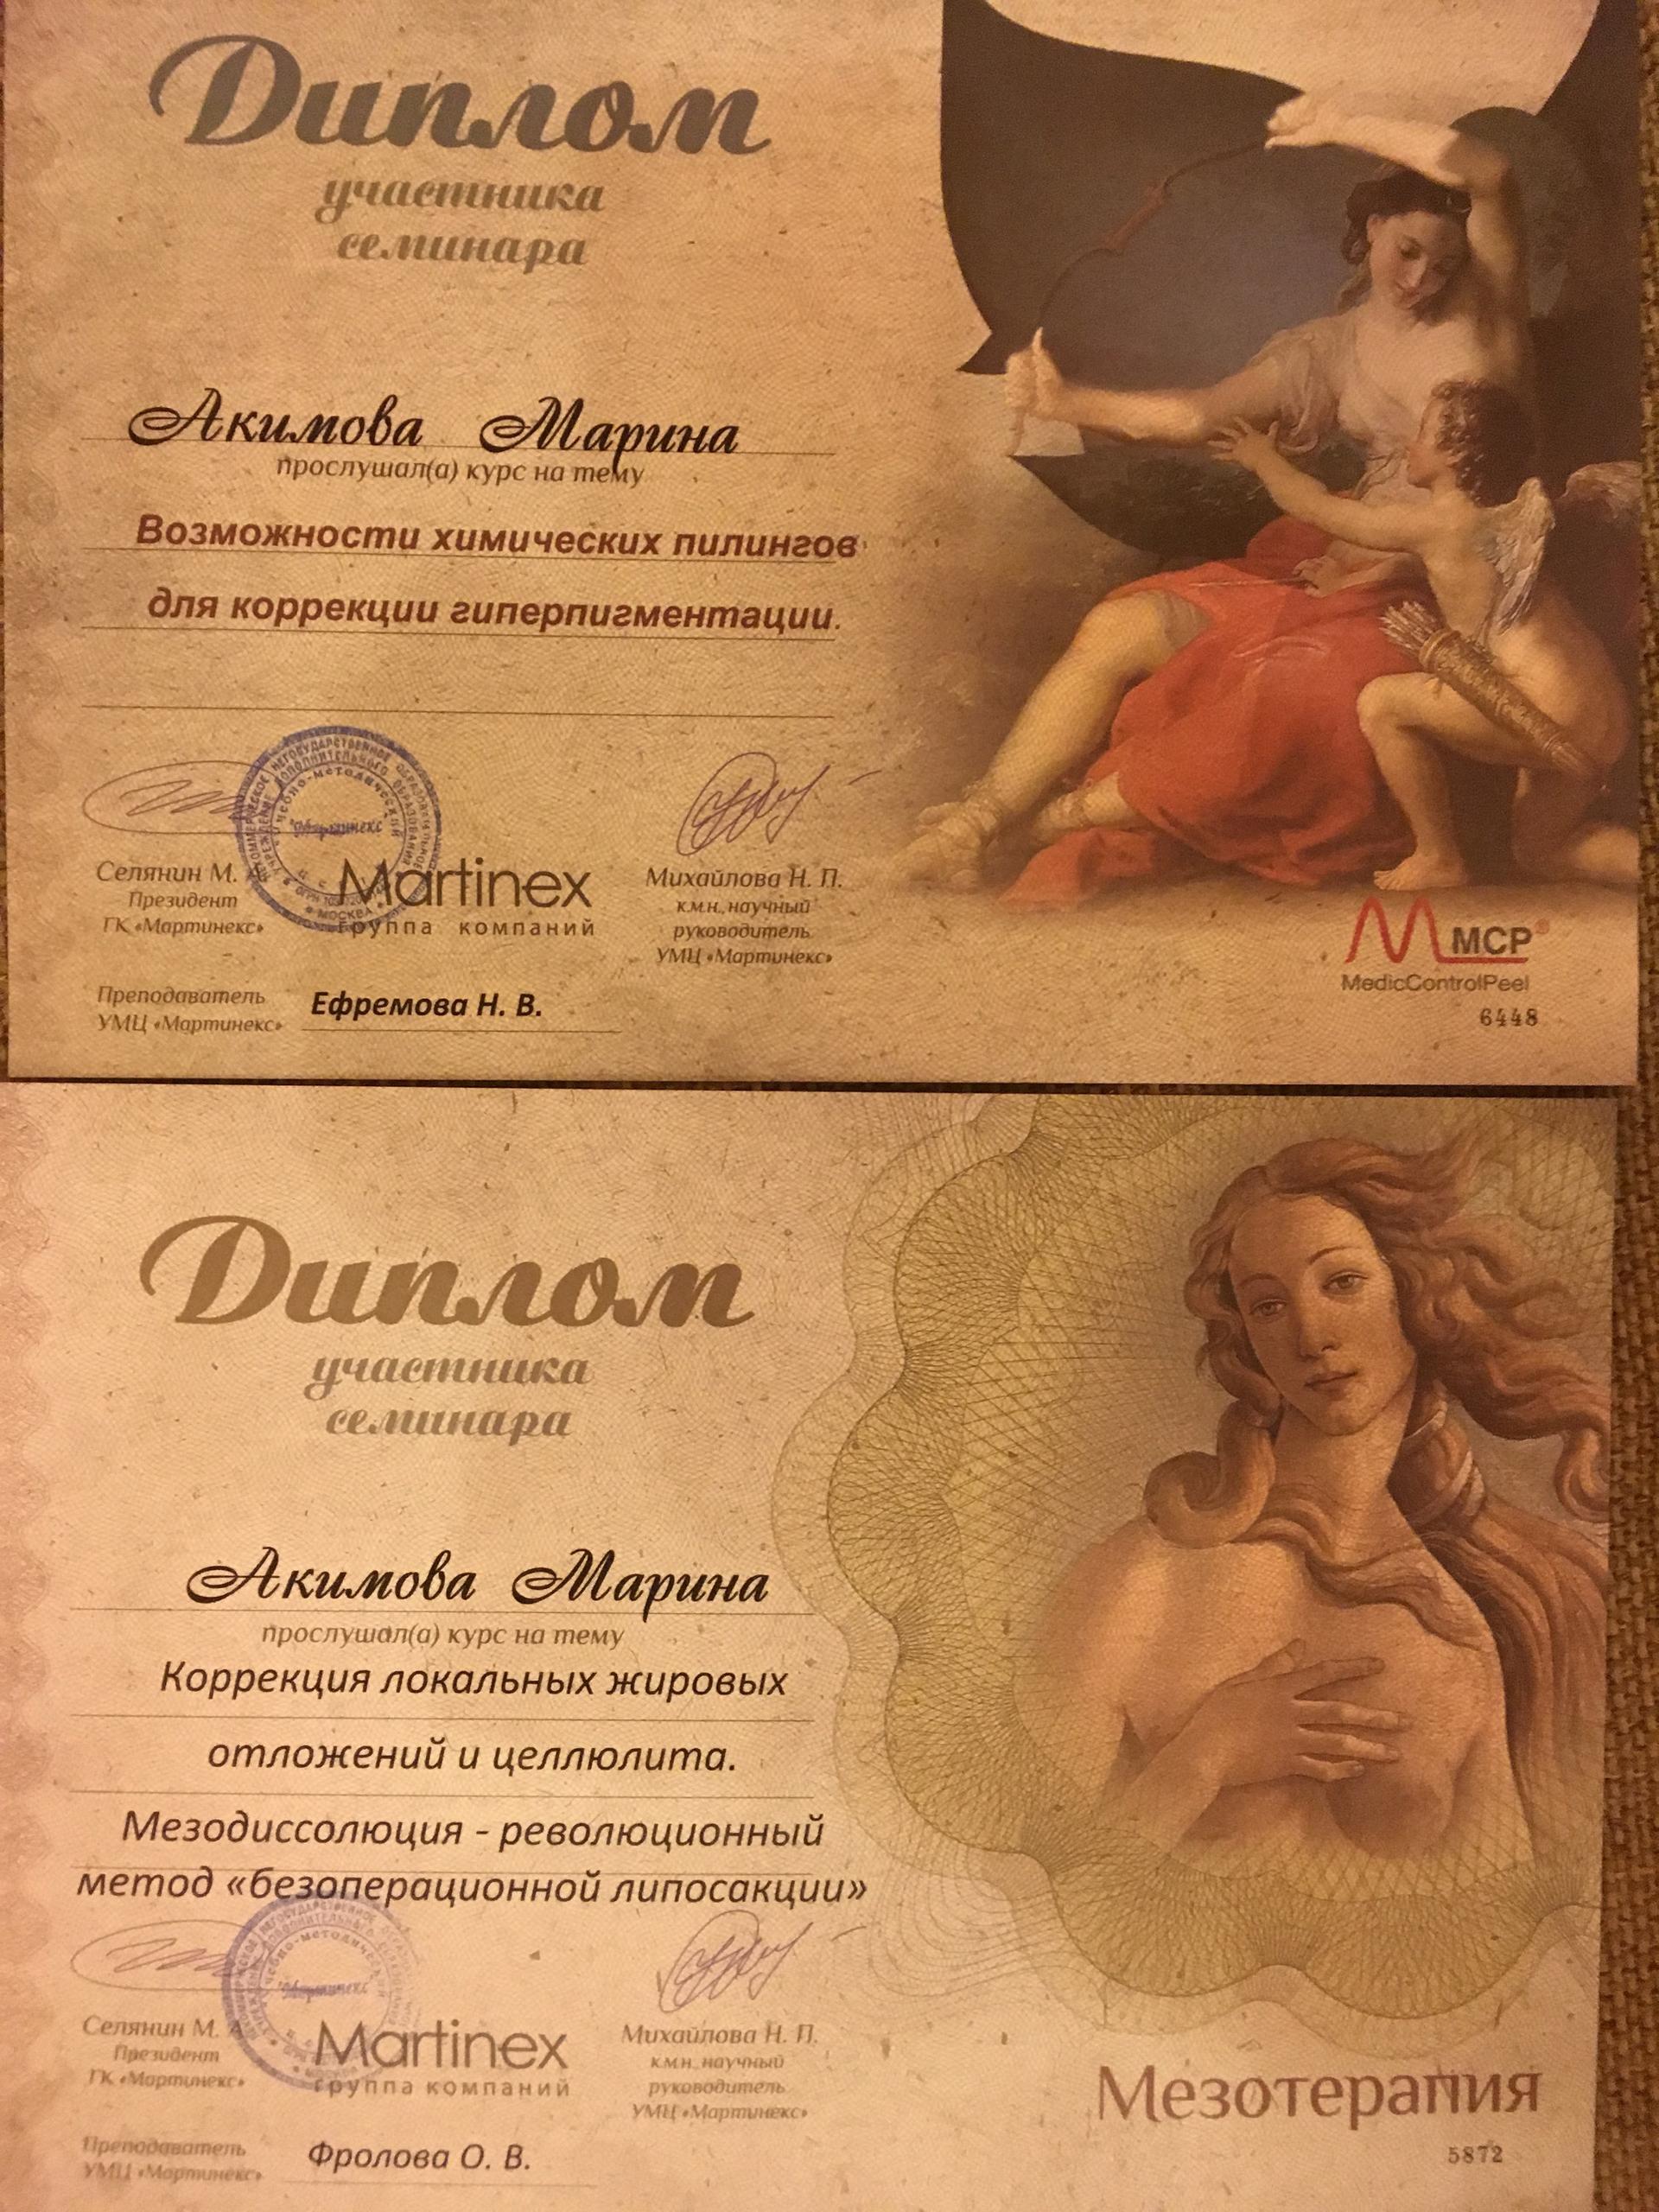 Диплом
участника
семинара
Акимова Марина
прослушал(а) курс на тему
Возможности химических пилингов
для коррекции гиперпигментации.
Селянин М.
Президент
ГК «Мартинекс»
Martinex
группа компаний
Михайлова Н. П.
к.м.н., научный
руководитель
УМЦ «Мартинекс»
Преподаватель
УМЦ «Мартинекс»
Ефремова Н. В.
MCP®
MedicControlPeel
6448
Диплом
участника
семинара
Акимова Марина
прослушал(а) курс на тему
Коррекция локальных жировых
отложений и целлюлита.
Мезодиссолюция - революционный
метод «безоперационной липосакции»
Селянин М.
Президент
ГК «Мартинекс»
Martinex
группа компаний
Михайлова Н. П.
к.м.н., научный
руководитель
УМЦ «Мартинекс»
Преподаватель
УМЦ «Мартинекс»
Фролова О. В.
Мезотерапия
5872